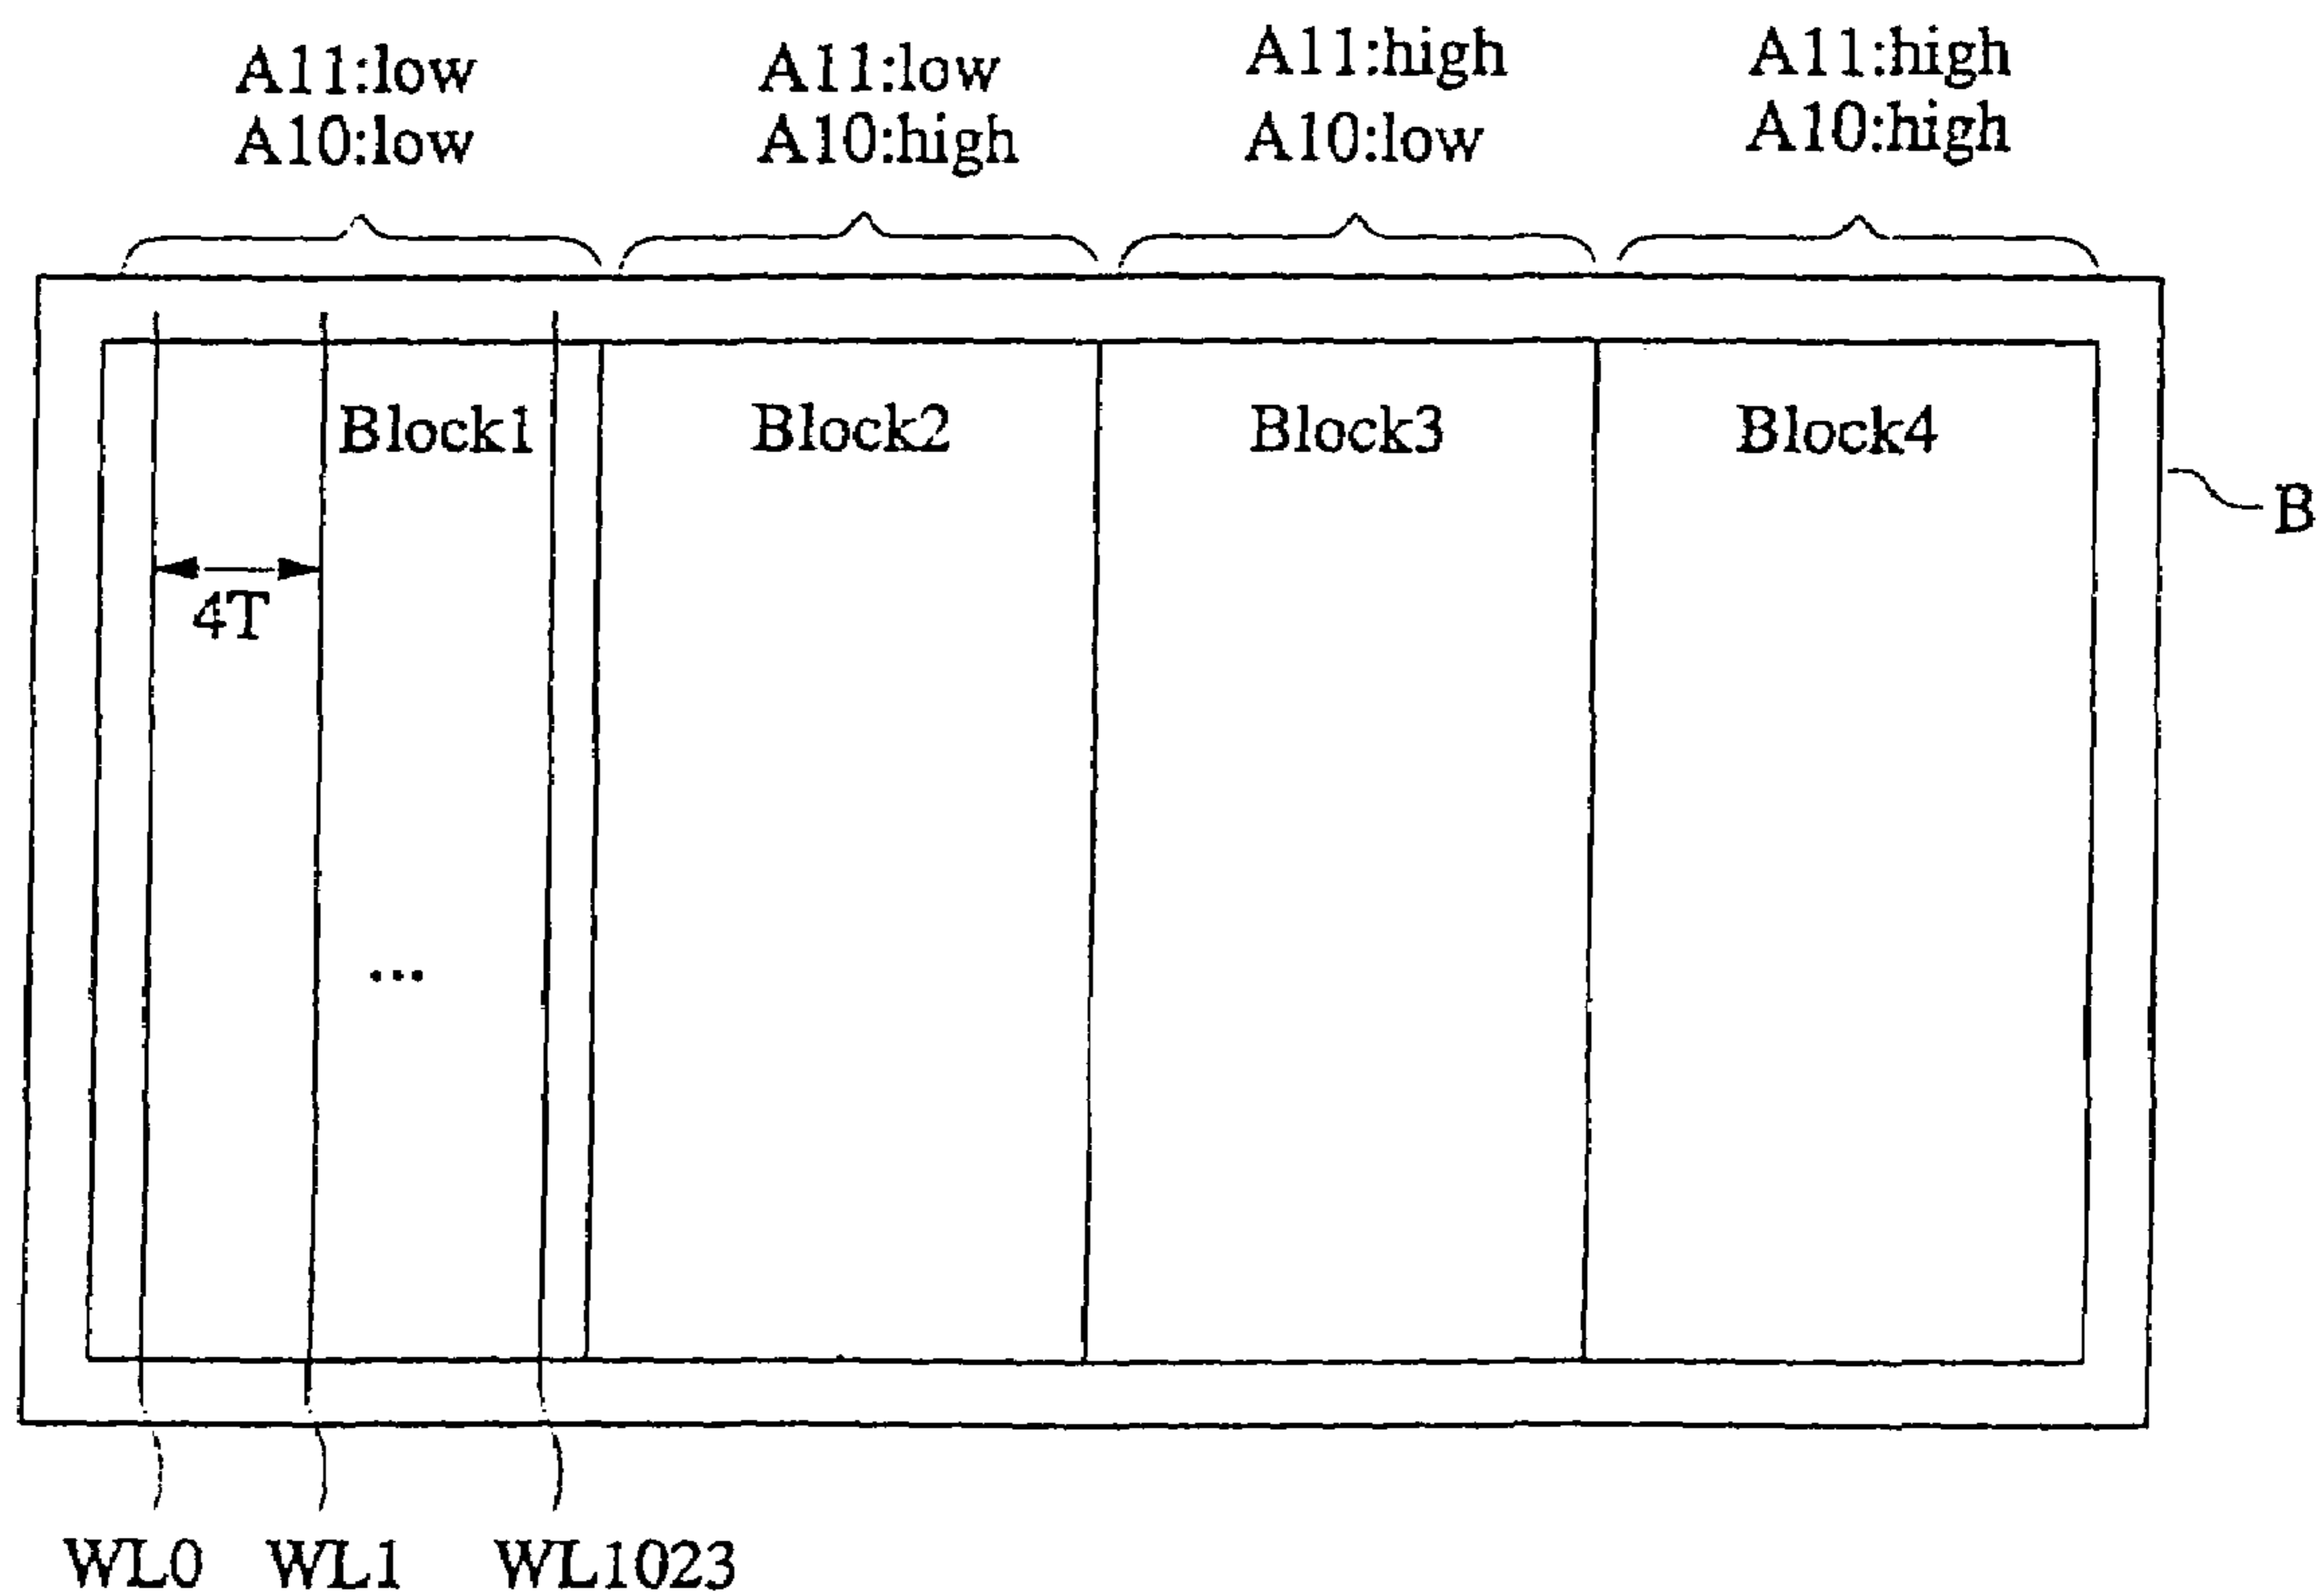 A11:low
A10:low
A11:low
A10:high
A11:high
A10:low
A11:high
A10:high
Block1
Block2
Block3
Block4
B
4T
...
WL0
WL1
WL1023